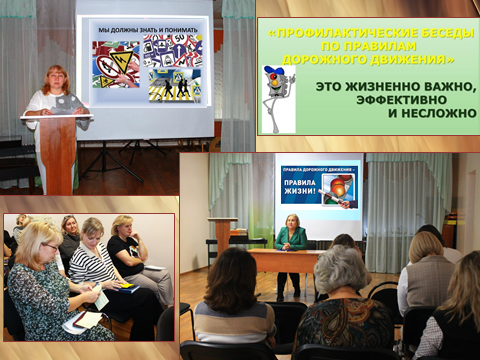 МЫ ДОЛЖНЫ ЗНАТЬ И ПОНИМАТЬ
«ПРОФИЛАКТИЧЕСКИЕ БЕСЕДЫ
ПО ПРАВИЛАМ
ДОРОЖНОГО ДВИЖЕНИЯ»
ЭТО ЖИЗНЕННО ВАЖНО,
ЭФФЕКТИВНО
И НЕСЛОЖНО
ПРАВИЛА ДОРОЖНОГО ДВИЖЕНИЯ –
ПРАВИЛА
ЖИЗНИ!